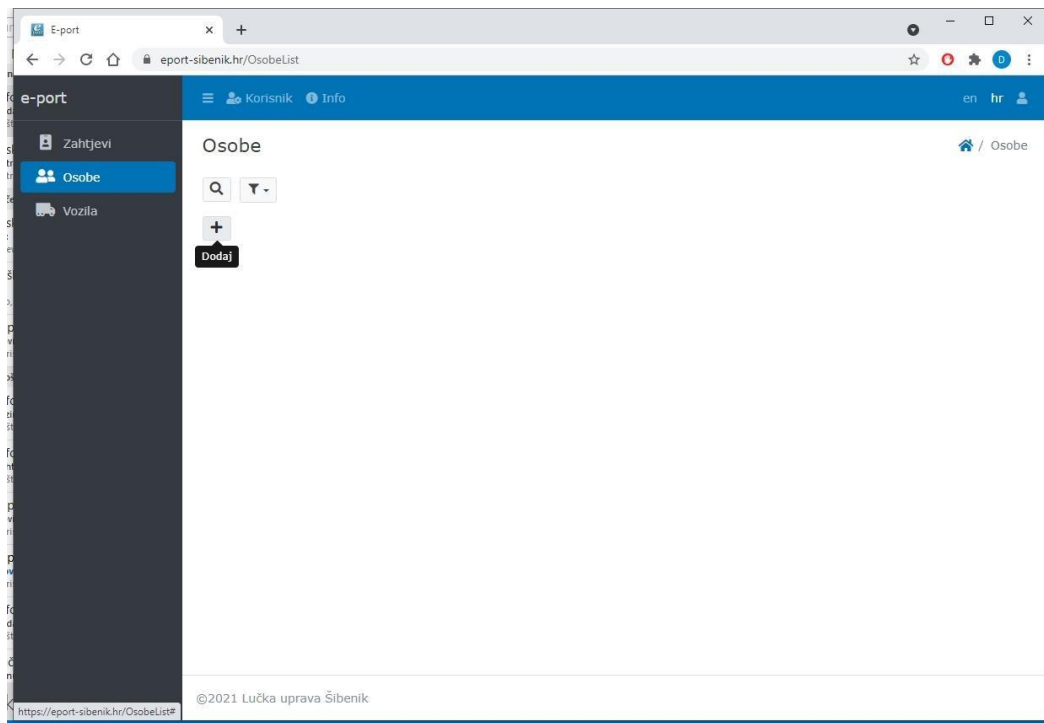 E-port
eport-sibenik.hr/OsobeList
D
e-port
Korisnik Info
en hr
Zahtjevi
Osobe
Vozila
Osobe
/ Osobe
Dodaj
©2021 Lučka uprava Šibenik
https://eport-sibenik.hr/OsobeList#